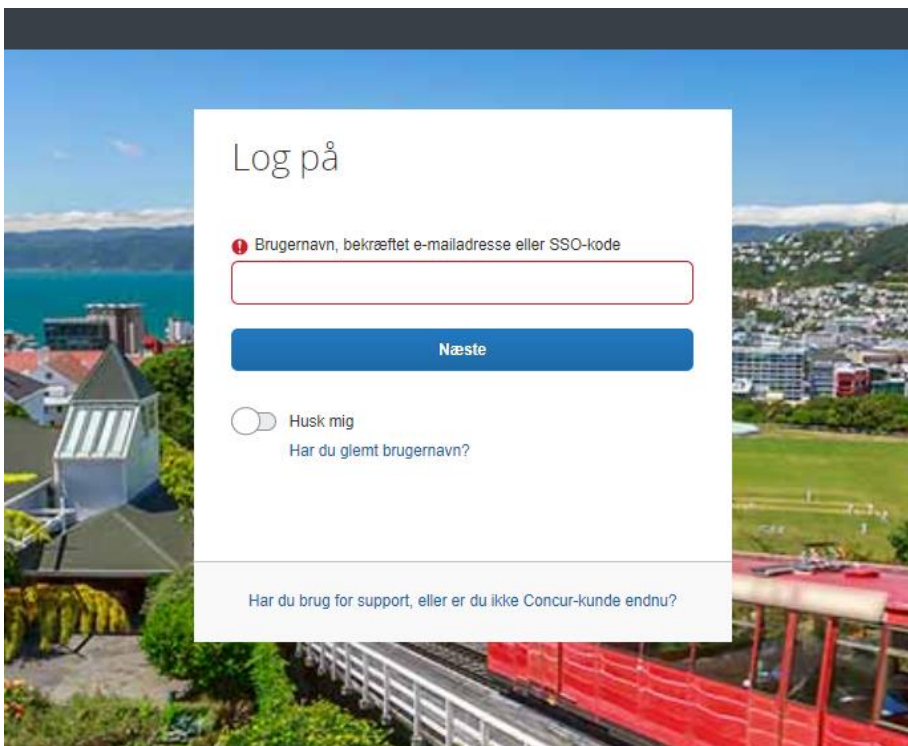 Log på
Brugernavn, bekræftet e-mailadresse eller SSO-kode
Næste
Husk mig
Har du glemt brugernavn?
Har du brug for support, eller er du ikke Concur-kunde endnu?